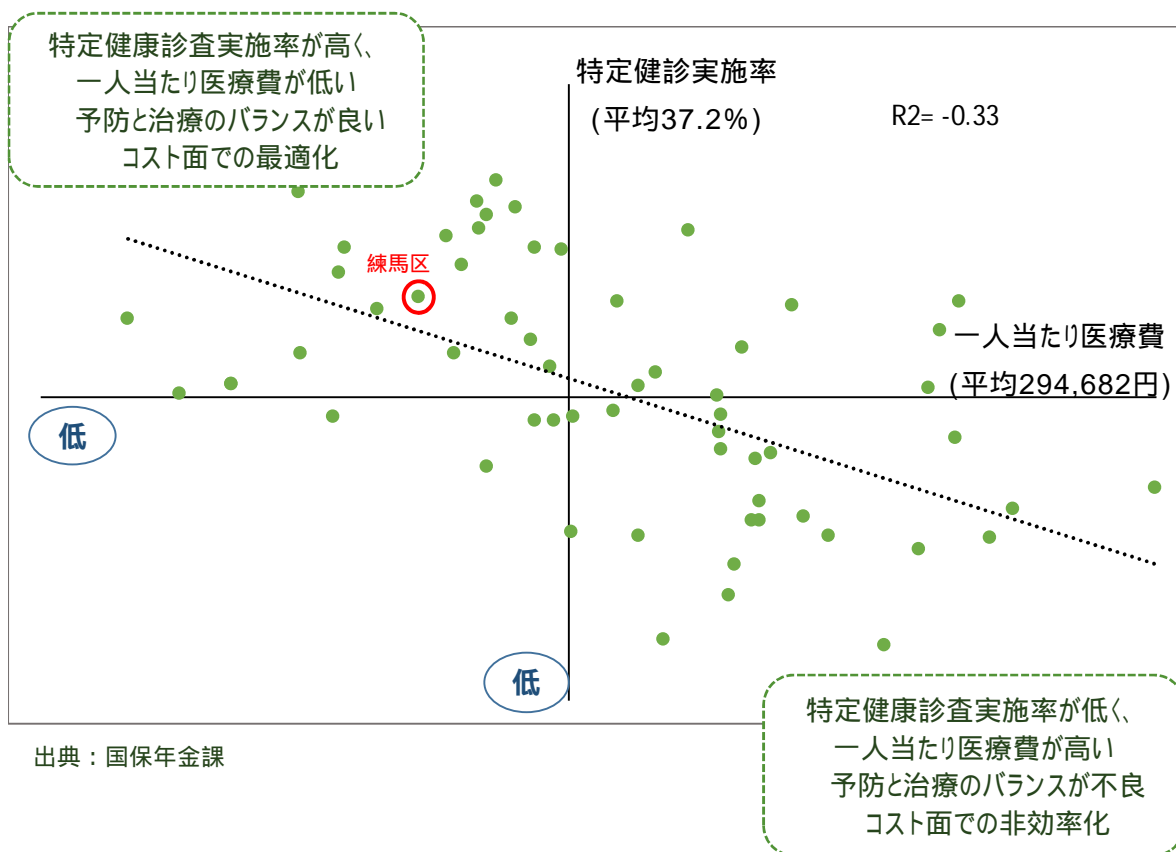 特定健康診査実施率が高く、
一人当たり医療費が低い
予防と治療のバランスが良い
コスト面での最適化
特定健診実施率
(平均37.2%)
R2= -0.33
練馬区
一人当たり医療費
(平均294,682円)
低
低
特定健康診査実施率が低く、
一人当たり医療費が高い
予防と治療のバランスが不良
コスト面での非効率化
出典：国保年金課